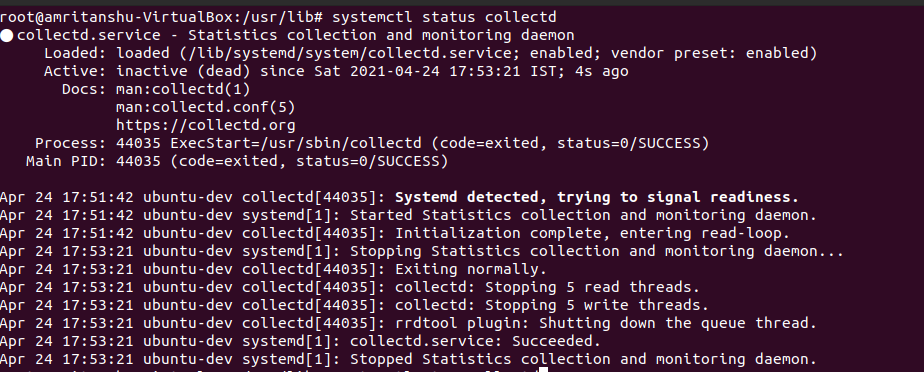 root@amritanshu-VirtualBox:/usr/lib# systemctl status collectd
● collectd.service - Statistics collection and monitoring daemon
Loaded: loaded (/lib/systemd/system/collectd.service; enabled; vendor preset: enabled)
Active: inactive (dead) since Sat 2021-04-24 17:53:21 IST; 4s ago
Docs: man:collectd(1)
man:collectd.conf(5)
https://collectd.org
Process: 44035 ExecStart=/usr/sbin/collectd (code=exited, status=0/SUCCESS)
Main PID: 44035 (code=exited, status=0/SUCCESS)
Apr 24 17:51:42 ubuntu-dev collectd[44035]: Systemd detected, trying to signal readiness.
Apr 24 17:51:42 ubuntu-dev systemd[1]: Started Statistics collection and monitoring daemon.
Apr 24 17:51:42 ubuntu-dev collectd[44035]: Initialization complete, entering read-loop.
Apr 24 17:53:21 ubuntu-dev systemd[1]: Stopping Statistics collection and monitoring daemon...
Apr 24 17:53:21 ubuntu-dev collectd[44035]: Exiting normally.
Apr 24 17:53:21 ubuntu-dev collectd[44035]: collectd: Stopping 5 read threads.
Apr 24 17:53:21 ubuntu-dev collectd[44035]: collectd: Stopping 5 write threads.
Apr 24 17:53:21 ubuntu-dev collectd[44035]: rrdtool plugin: Shutting down the queue thread.
Apr 24 17:53:21 ubuntu-dev systemd[1]: collectd.service: Succeeded.
Apr 24 17:53:21 ubuntu-dev systemd[1]: Stopped Statistics collection and monitoring daemon.